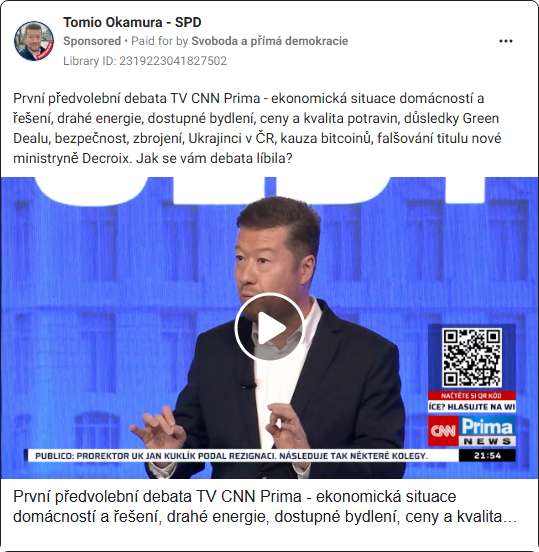 Tomio Okamura - SPD
Sponsored • Paid for by Svoboda a přímá demokracie
Library ID: 2319223041827502
První předvolební debata TV CNN Prima - ekonomická situace domácností a
řešení, drahé energie, dostupné bydlení, ceny a kvalita potravin, důsledky Green
Dealu, bezpečnost, zbrojení, Ukrajinci v ČR, kauza bitcoinů, falšování titulu nové
ministryně Decroix. Jak se vám debata líbila?
NAČTĚTE SI QR KÓD
ÍCE? HLASUJTE NA WI
CNN Prima
NEWS
21:54
PUBLICO: PROREKTOR UK JAN KUKLÍK PODAL REZIGNACI. NÁSLEDUJE TAK NĚKTERÉ KOLEGY.
První předvolební debata TV CNN Prima - ekonomická situace
domácností a řešení, drahé energie, dostupné bydlení, ceny a kvalita…